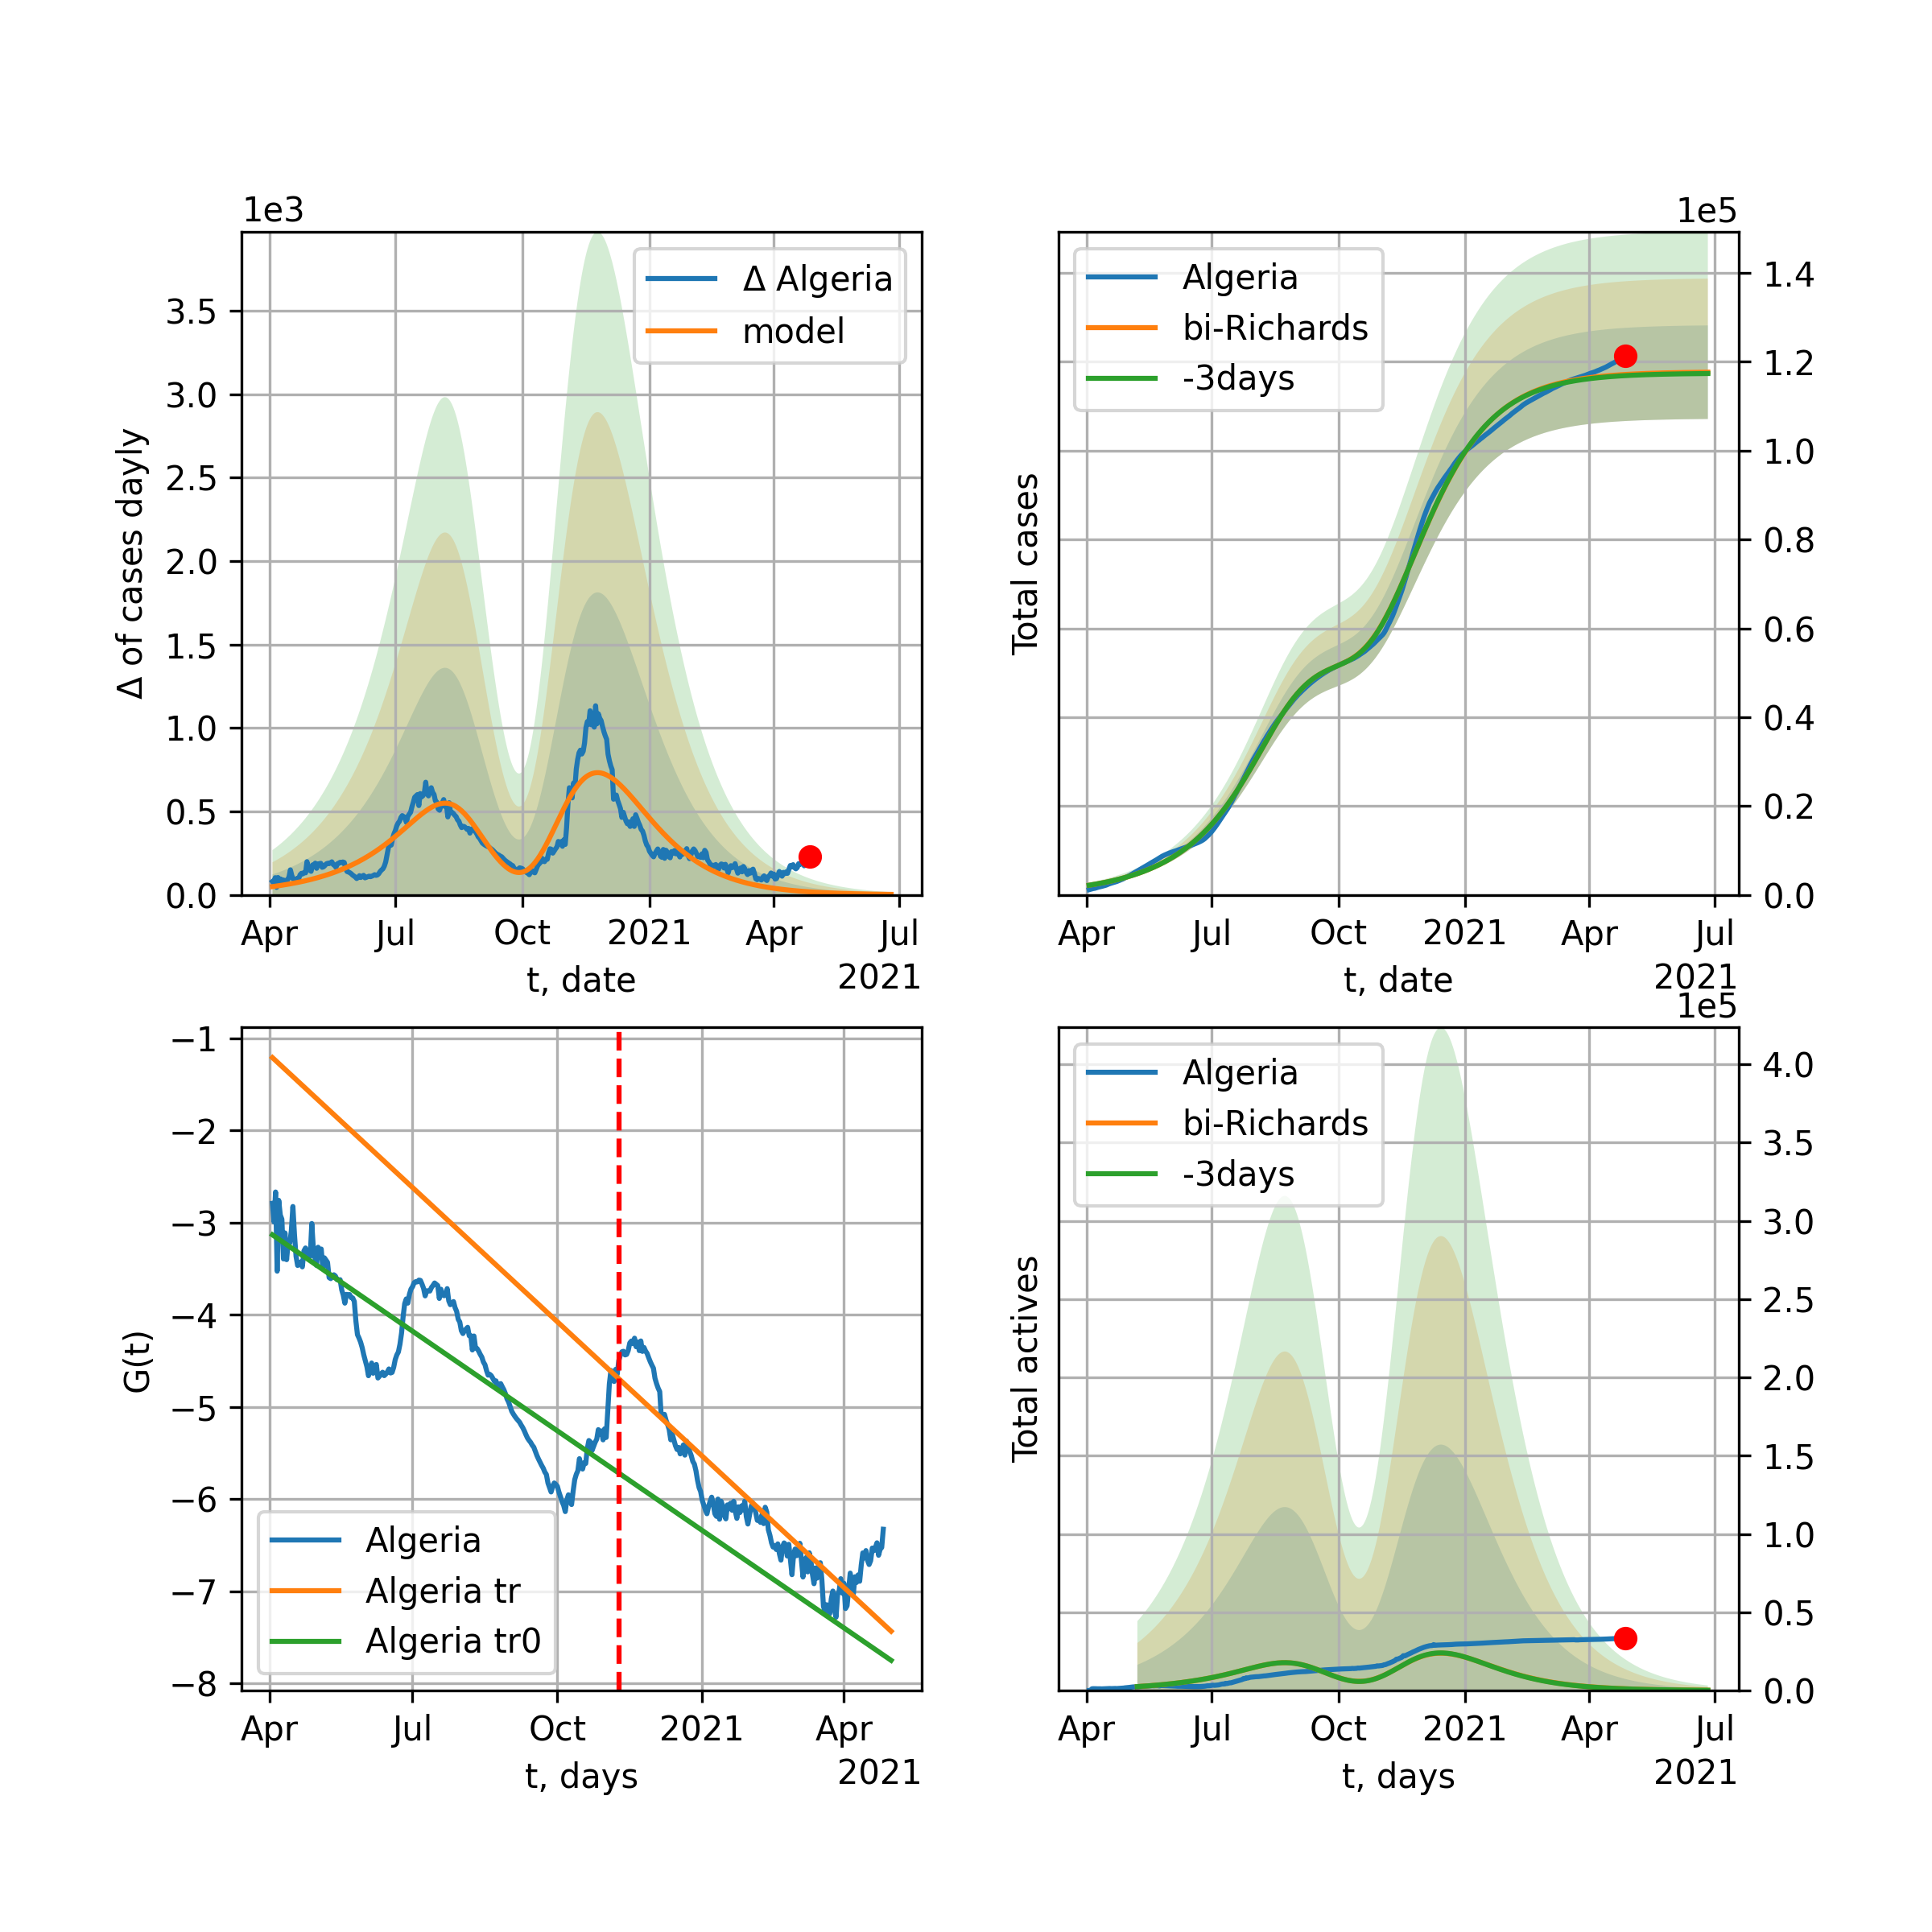 1e3
Δ of cases dayly
3.5
3.0
2.5
2.0
1.5
1.0
0.5
0.0
Δ Algeria
model
Apr Jul Oct 2021 Apr Jul
t, date
2021
1e5
Total cases
Algeria
bi-Richards
-3days
1.4
1.2
1.0
0.8
0.6
0.4
0.2
0.0
Apr Jul Oct 2021 Apr Jul
t, date
2021
G(t)
−1
−2
−3
−4
−5
−6
−7
−8
Algeria
Algeria tr
Algeria tr0
Apr Jul Oct 2021 Apr
t, days
2021
1e5
Total actives
Algeria
bi-Richards
-3days
4.0
3.5
3.0
2.5
2.0
1.5
1.0
0.5
0.0
Apr Jul Oct 2021 Apr Jul
t, days
2021